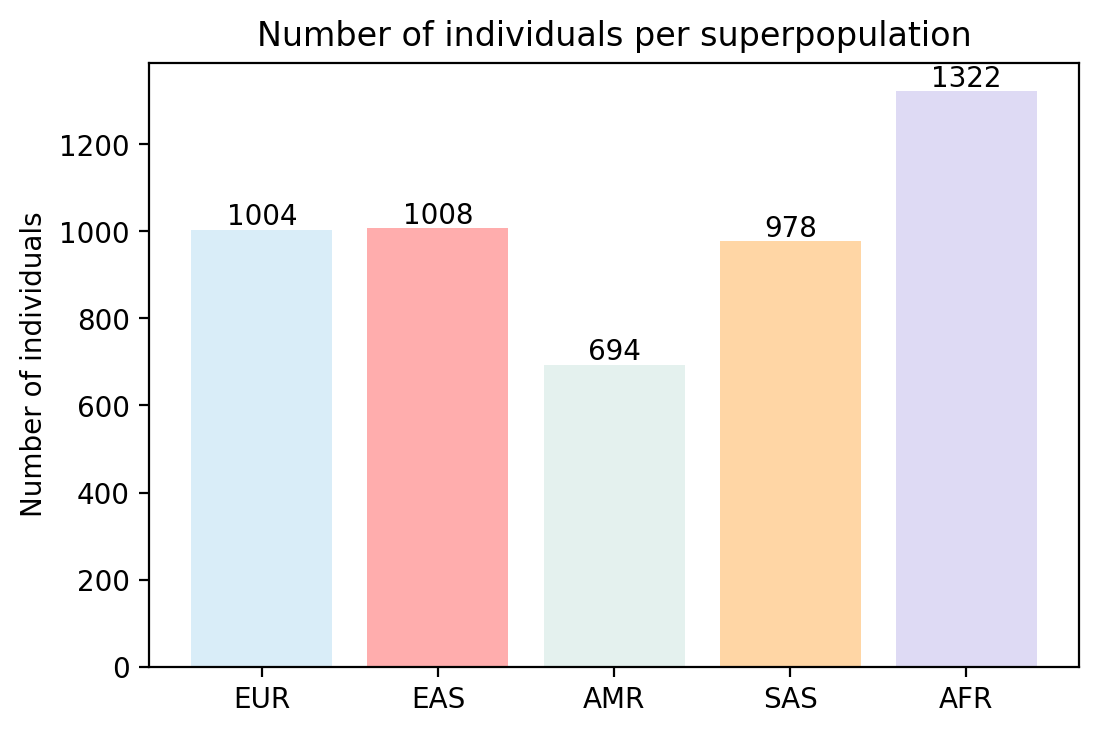 Number of individuals per superpopulation
Number of individuals
1200
1000
800
600
400
200
0
1004
1008
694
978
1322
EUR
EAS
AMR
SAS
AFR